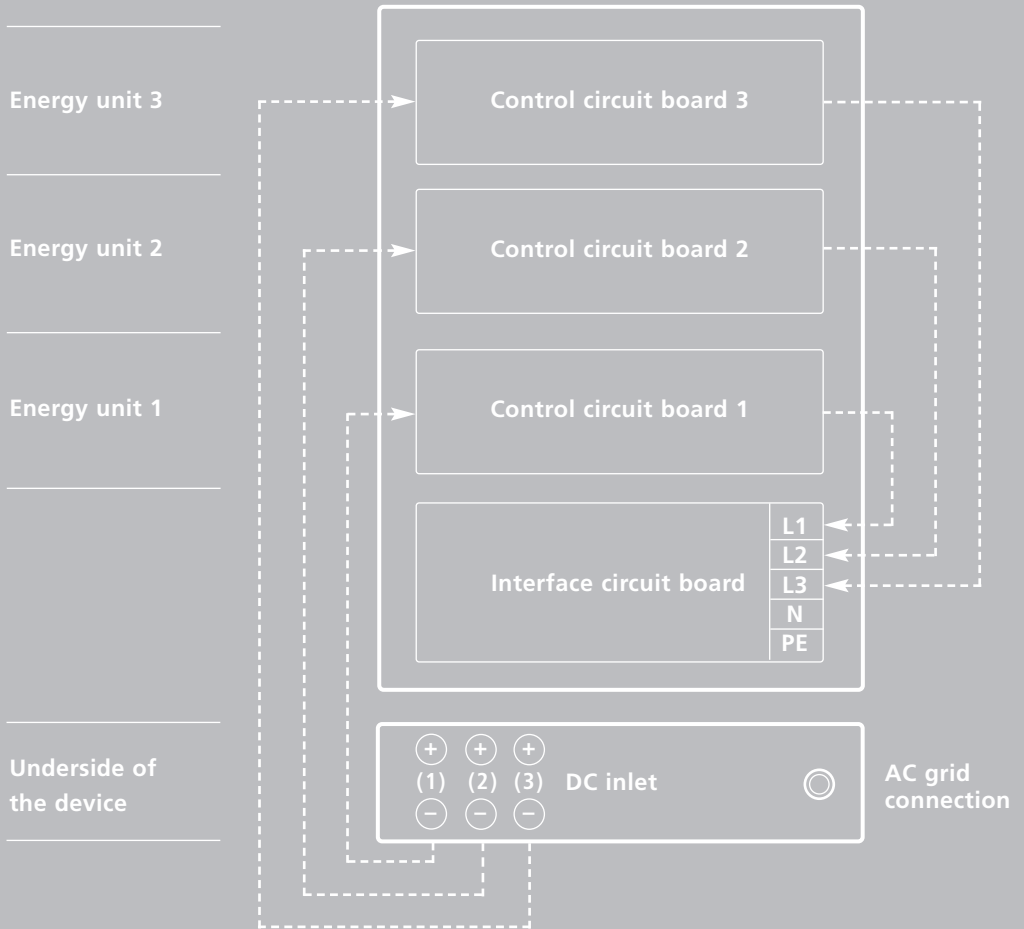 Energy unit 3
Control circuit board 3
Energy unit 2
Control circuit board 2
Energy unit 1
Control circuit board 1
L1
L2
Interface circuit board
L3
N
PE
Underside of
the device
+ + +
(1) (2) (3) DC inlet
− − −
AC grid
connection